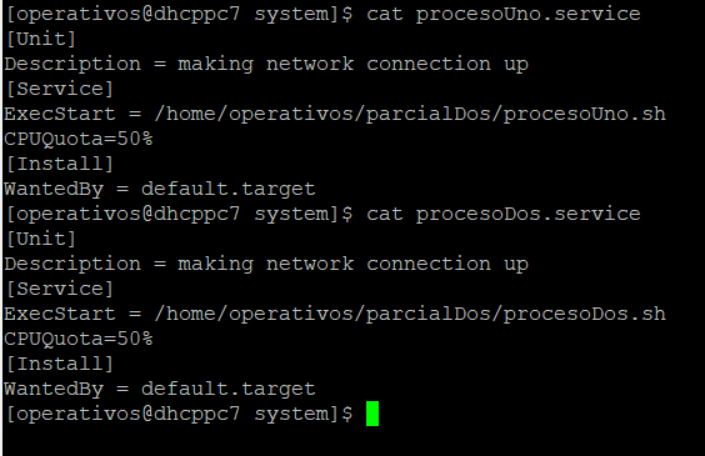 [operativos@dhcppc7 system]$ cat procesoUno.service
[Unit]
Description = making network connection up
[Service]
ExecStart = /home/operativos/parcialDos/procesoUno.sh
CPUQuota=50%
[Install]
WantedBy = default.target
[operativos@dhcppc7 system]$ cat procesoDos.service
[Unit]
Description = making network connection up
[Service]
ExecStart = /home/operativos/parcialDos/procesoDos.sh
CPUQuota=50%
[Install]
WantedBy = default.target
[operativos@dhcppc7 system]$